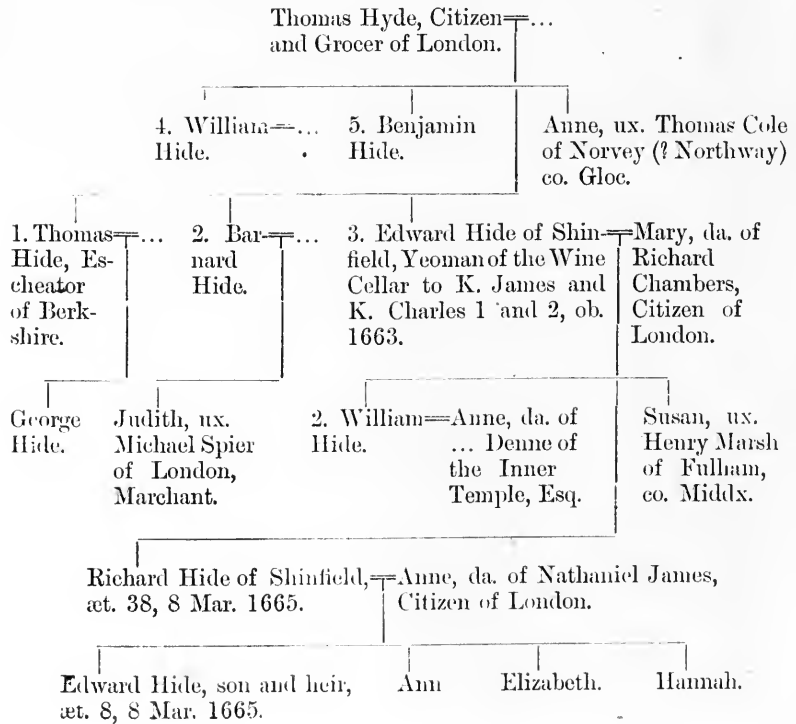 Thomas Hyde, Citizen=...
and Grocer of London.
4. William=...
Hide.
5. Benjamin
Hide.
Anne, ux. Thomas Cole
of Norvey (? Northway)
co. Gloc.
1. Thomas=...
Hide, Es-
cheator
of Berk-
shire.
2. Bar-=...
nard
Hide.
3. Edward Hide of Shin-=
field, Yeoman of the Wine
Cellar to K. James and
K. Charles 1 and 2, ob.
1663.
Mary, da. of
Richard
Chambers,
Citizen of
London.
George
Hide.
Judith, ux.
Michael Spier
of London,
Marchant.
2. William=
Hide.
Anne, da. of
... Denne of
the Inner
Temple, Esq.
Susan, ux.
Henry Marsh
of Fulham,
co. Middx.
Richard Hide of Shinfield,=
æt. 38, 8 Mar. 1665.
Anne, da. of Nathaniel James,
Citizen of London.
Edward Hide, son and heir,
æt. 8, 8 Mar. 1665.
Ann
Elizabeth.
Hannah.